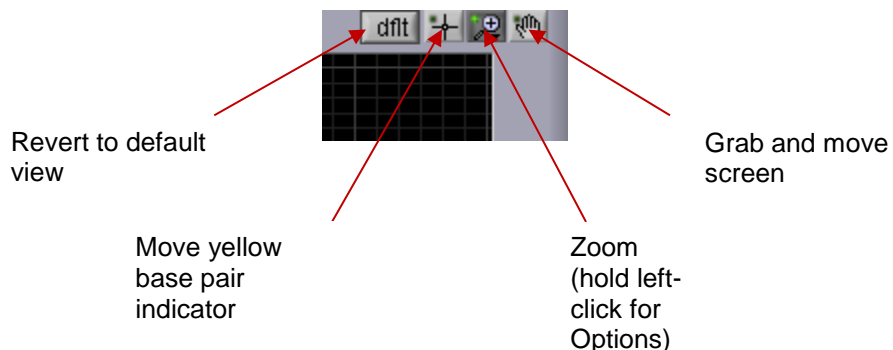 dflt
Revert to default
view
Grab and move
screen
Move yellow
base pair
indicator
Zoom
(hold left-
click for
Options)